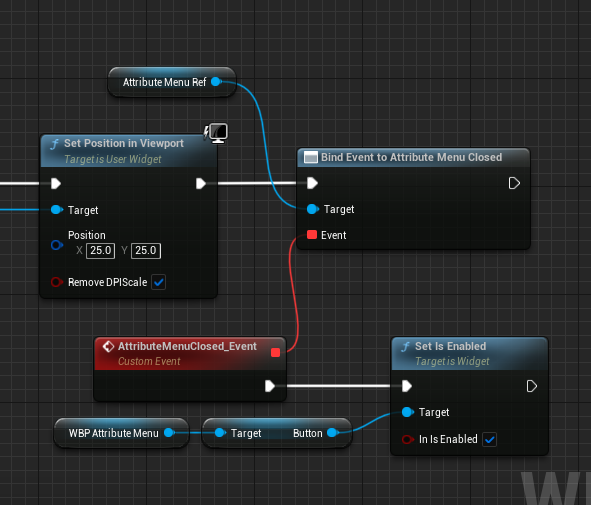 Attribute Menu Ref
Set Position in Viewport
Target is User Widget
Bind Event to Attribute Menu Closed
Target
Target
Position
X 25.0 Y 25.0
Event
Remove DPIScale
AttributeMenuClosed_Event
Custom Event
Set Is Enabled
Target is Widget
Target
WBP Attribute Menu
Target Button
In Is Enabled